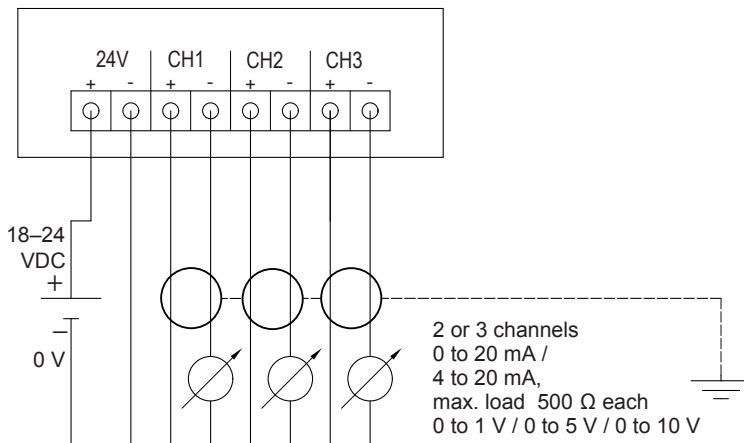 24V CH1 CH2 CH3
+ - + - + - + -
18–24
VDC
+
–
0 V
2 or 3 channels
0 to 20 mA /
4 to 20 mA,
max. load 500 Ω each
0 to 1 V / 0 to 5 V / 0 to 10 V